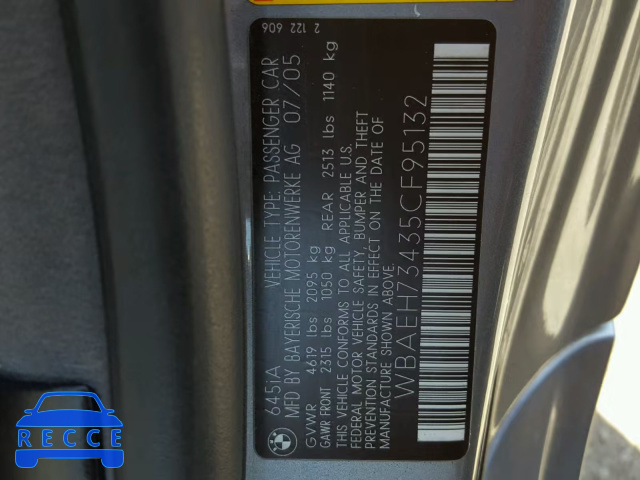 2 122 606
645iA VEHICLE TYPE: PASSENGER CAR
MFD BY BAYERISCHE MOTORENWERKE AG 07/05
GVWR 4619 lbs 2095 kg
GAWR FRONT 2315 lbs 1050 kg REAR 2513 lbs 1140 kg
THIS VEHICLE CONFORMS TO ALL APPLICABLE U.S.
FEDERAL MOTOR VEHICLE SAFETY, BUMPER AND THEFT
PREVENTION STANDARDS IN EFFECT ON THE DATE OF
MANUFACTURE SHOWN ABOVE.
WBAEH73435CF95132
BMW
RECCE